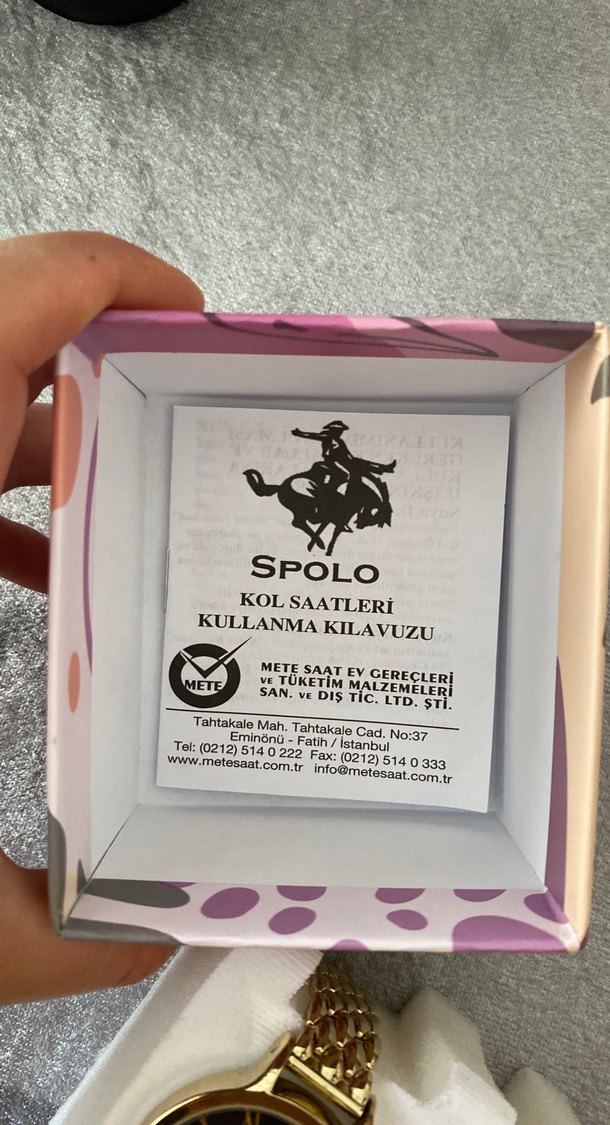 SPOLO
KOL SAATLERİ
KULLANMA KILAVUZU
METE
METE SAAT EV GEREÇLERİ
VE TÜKETİM MALZEMELERİ
SAN. VE DIŞ TİC. LTD. ŞTİ.
Tahtakale Mah. Tahtakale Cad. No:37
Eminönü - Fatih / İstanbul
Tel: (0212) 514 0 222 Fax: (0212) 514 0 333
www.metesaat.com.tr info@metesaat.com.tr